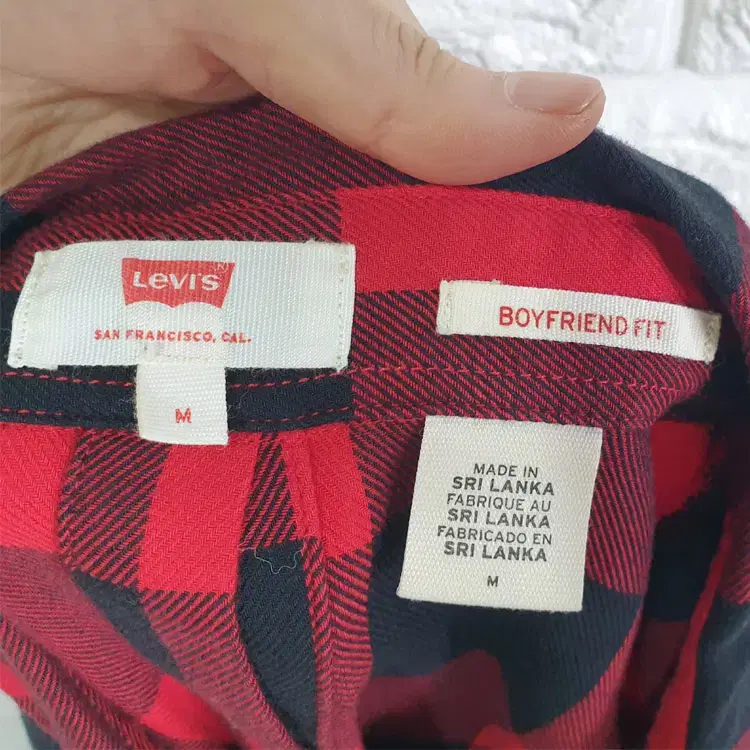 LEVI'S
SAN FRANCISCO, CAL.
M
BOYFRIEND FIT
MADE IN
SRI LANKA
FABRIQUE AU
SRI LANKA
FABRICADO EN
SRI LANKA
M